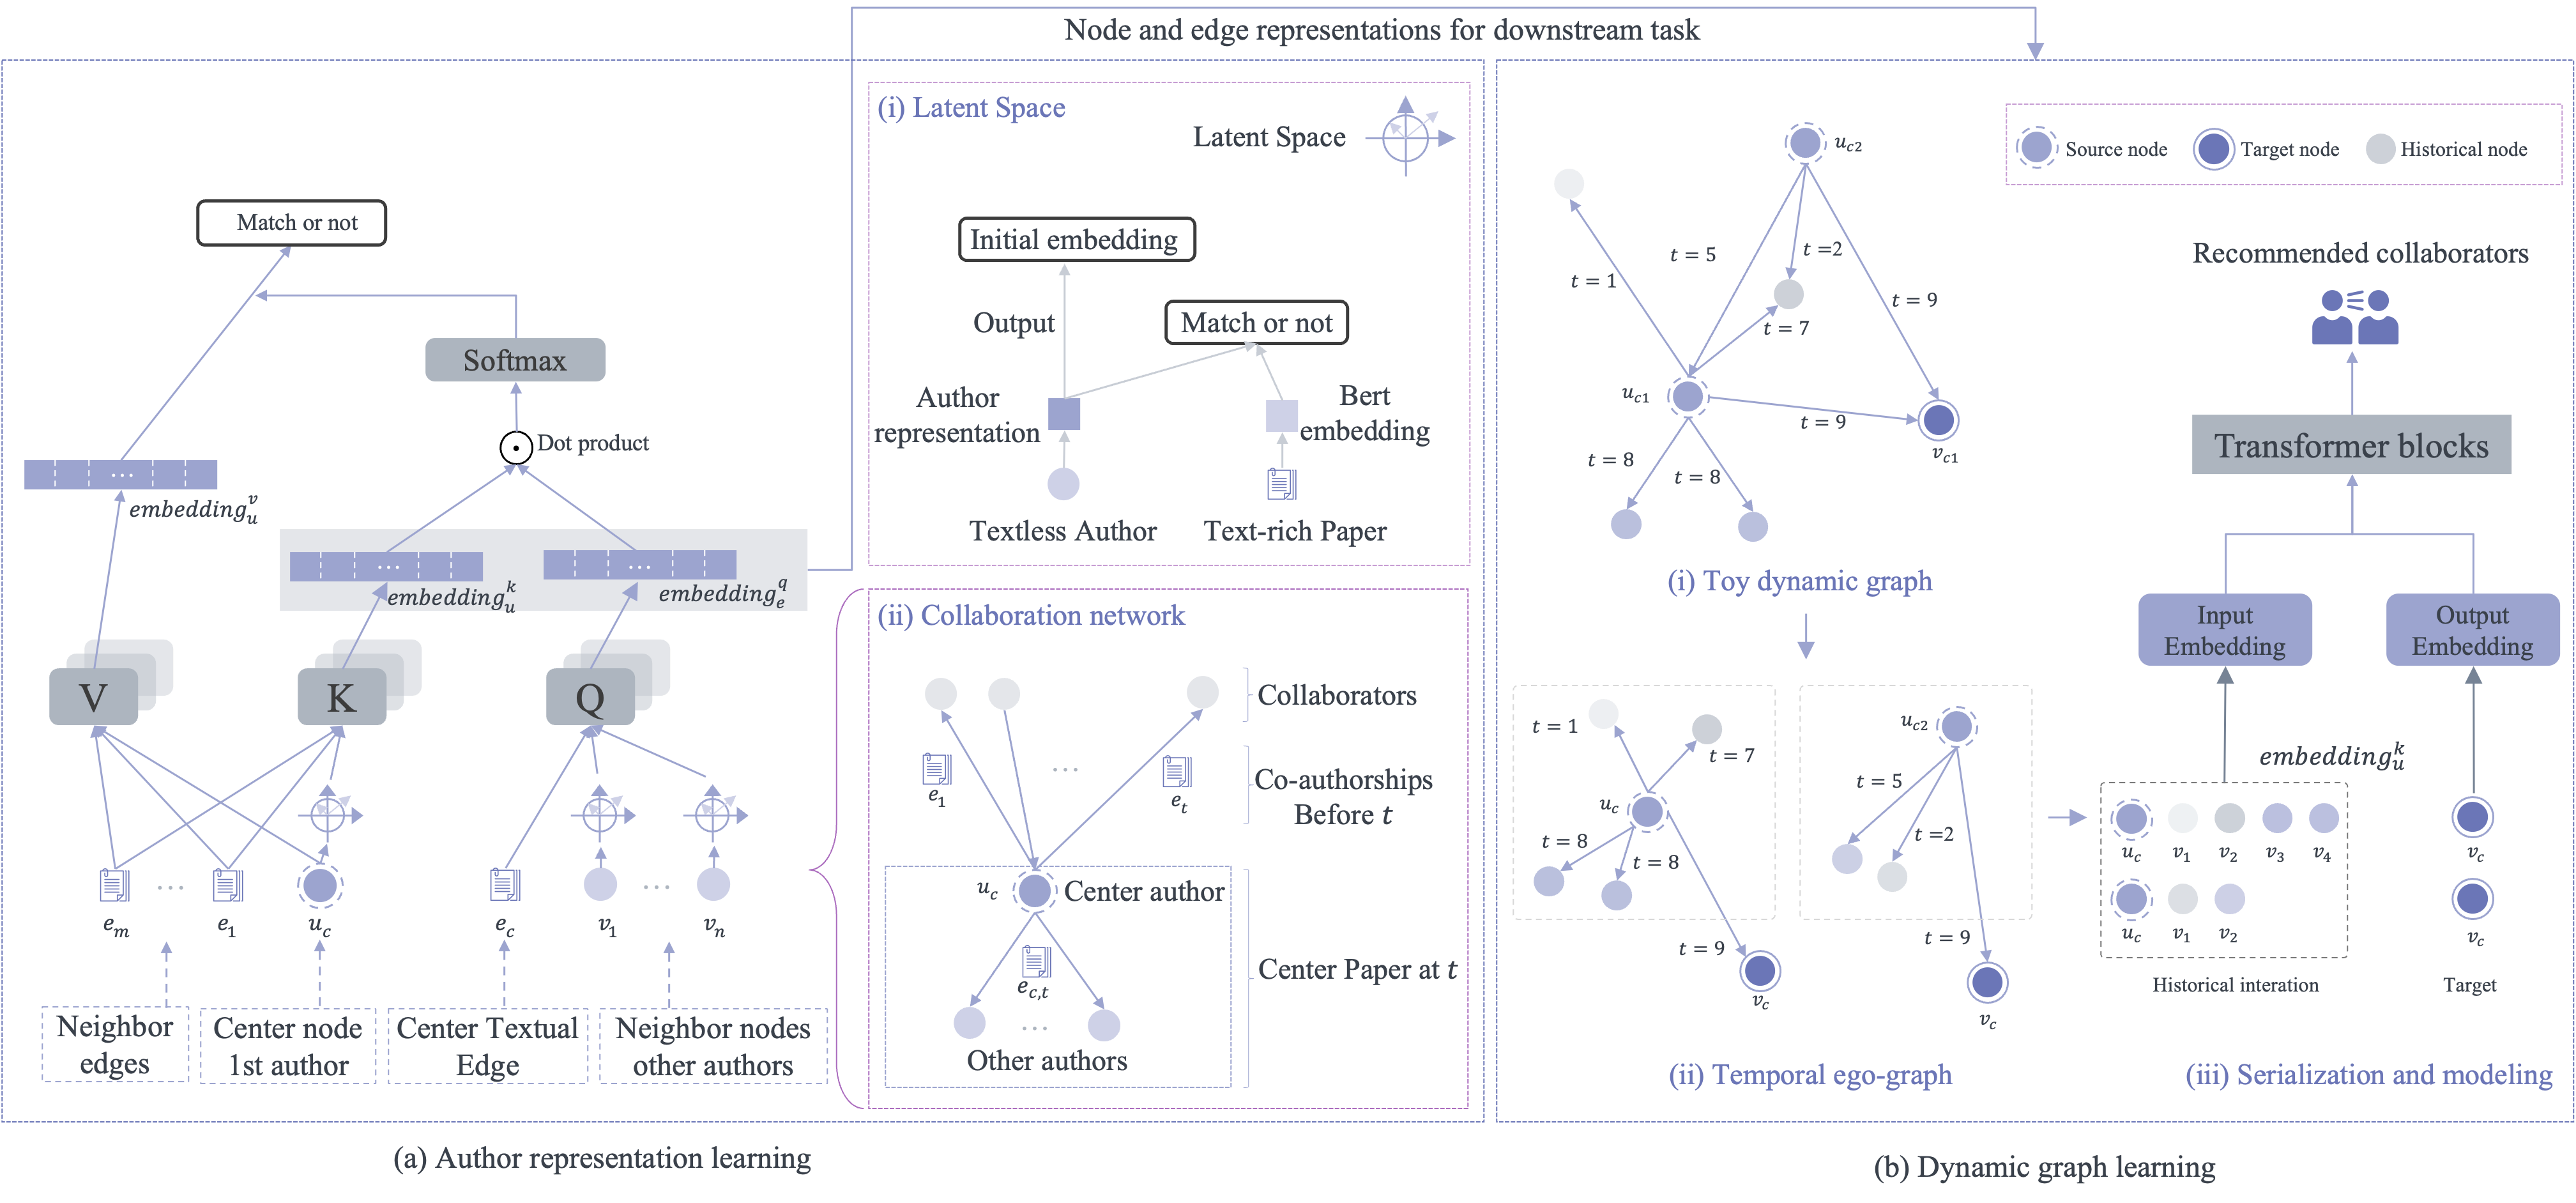 Node and edge representations for downstream task
Match or not
Softmax
Dot product
...
embedding_u^v
...
embedding_u^k
...
embedding_e^q
V
K
Q
...
...
e_m
e_1
u_c
e_c
v_1
v_n
Neighbor
edges
Center node
1st author
Center Textual
Edge
Neighbor nodes
other authors
(i) Latent Space
Latent Space
Initial embedding
Output
Match or not
Author
representation
Bert
embedding
Textless Author
Text-rich Paper
(ii) Collaboration network
Collaborators
e_1
...
e_t
Co-authorships
Before t
u_c
Center author
e_{c,t}
...
Center Paper at t
Other authors
(a) Author representation learning
Source node
Target node
Historical node
u_{c2}
t = 5
t =2
t = 1
t = 9
t = 7
u_{c1}
t = 9
v_{c1}
t = 8
t = 8
(i) Toy dynamic graph
t = 1
t = 7
u_c
t = 8
t = 8
t = 9
v_c
u_{c2}
t = 5
t =2
t = 9
v_c
(ii) Temporal ego-graph
Recommended collaborators
Transformer blocks
Input
Embedding
Output
Embedding
embedding_u^k
u_c v_1 v_2 v_3 v_4
v_c
u_c v_1 v_2
v_c
Historical interation
Target
(iii) Serialization and modeling
(b) Dynamic graph learning